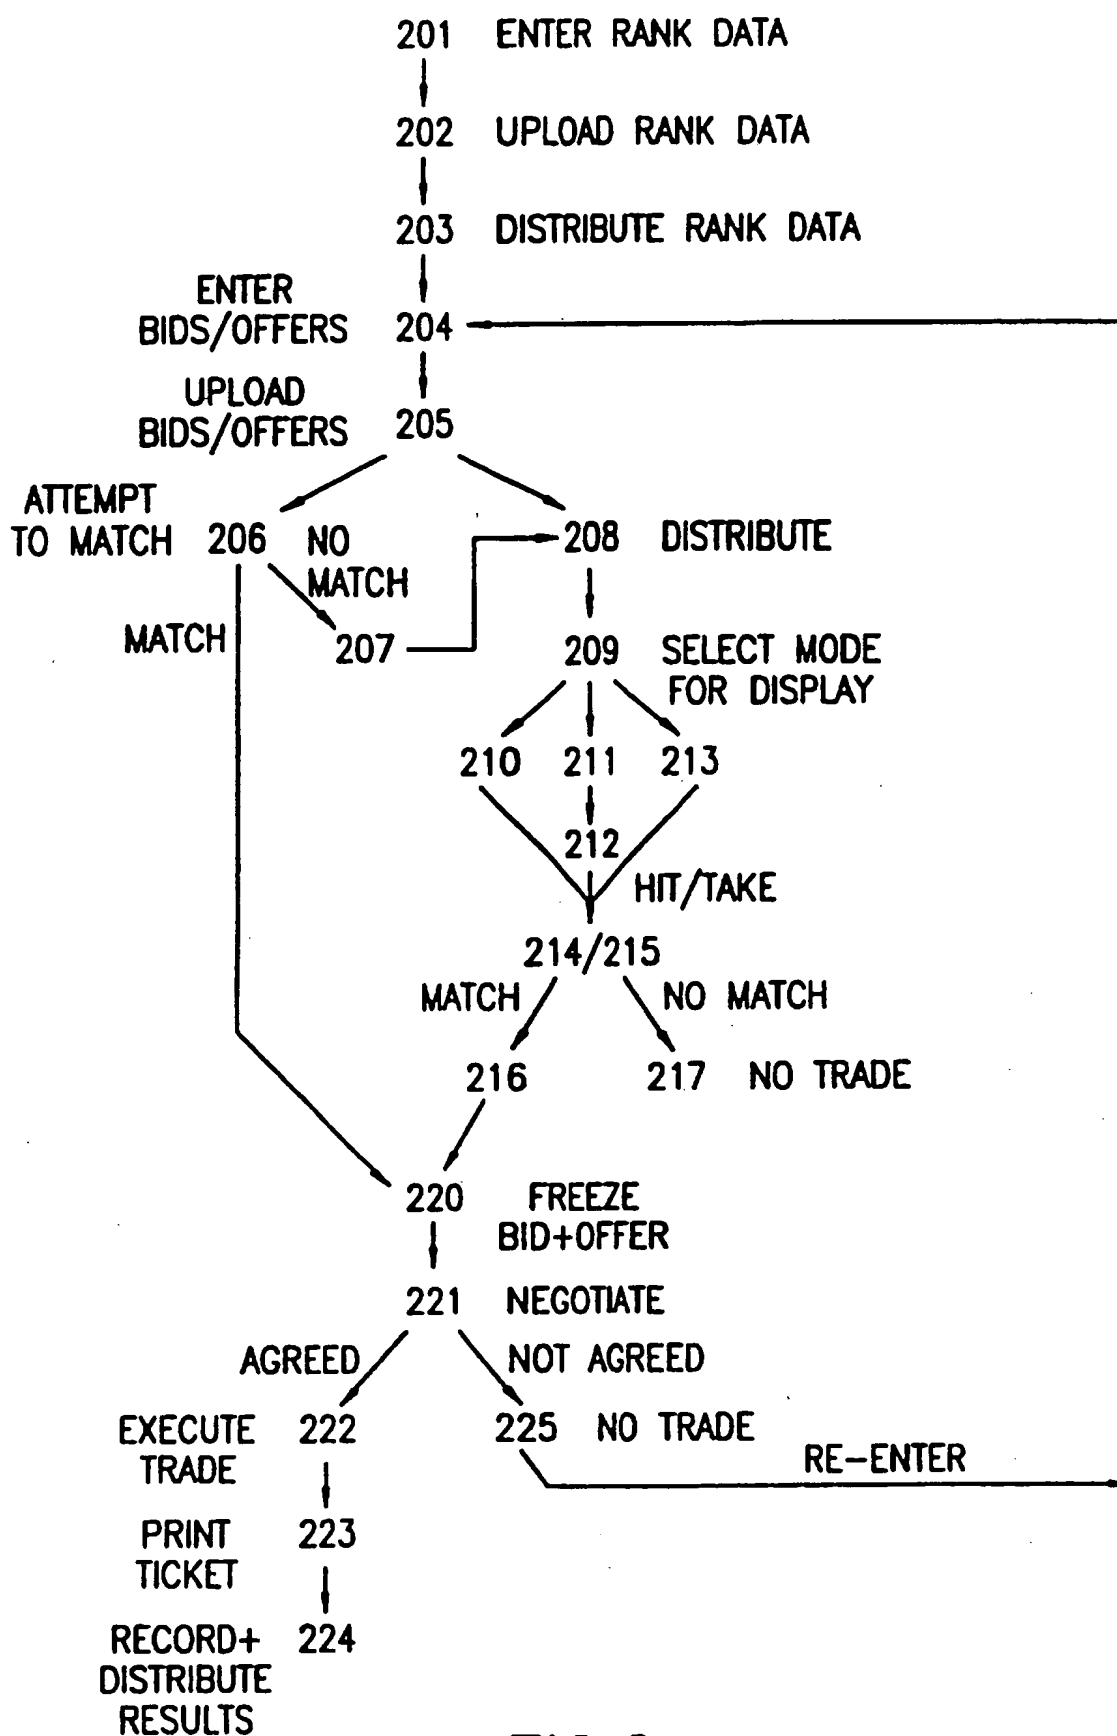 201 ENTER RANK DATA
202 UPLOAD RANK DATA
203 DISTRIBUTE RANK DATA
ENTER
BIDS/OFFERS 204
UPLOAD
BIDS/OFFERS 205
ATTEMPT
TO MATCH 206 NO
MATCH
208 DISTRIBUTE
MATCH
207
209 SELECT MODE
FOR DISPLAY
210 211 213
212
HIT/TAKE
214/215
MATCH NO MATCH
216 217 NO TRADE
220 FREEZE
BID+OFFER
221 NEGOTIATE
AGREED NOT AGREED
EXECUTE 222
TRADE
225 NO TRADE
RE-ENTER
PRINT 223
TICKET
RECORD+ 224
DISTRIBUTE
RESULTS